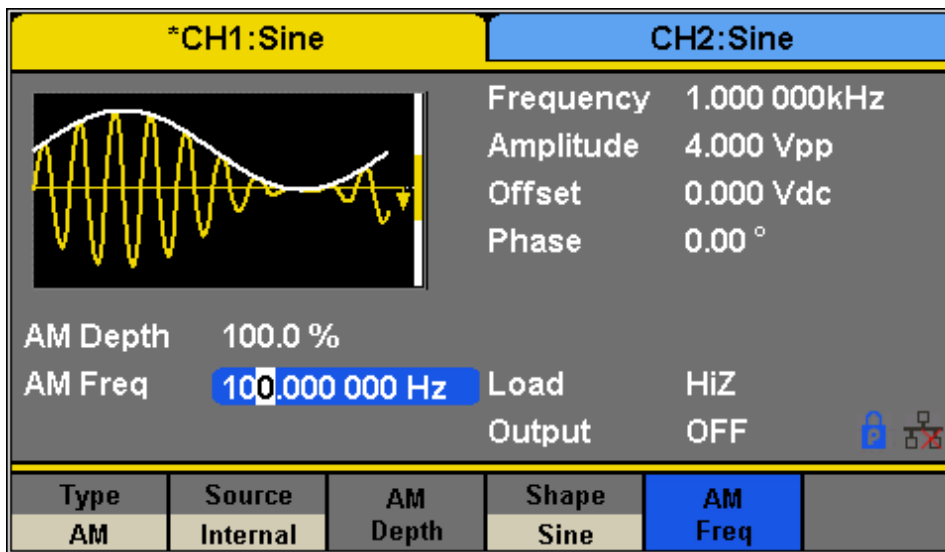 *CH1:Sine CH2:Sine
Frequency 1.000 000kHz
Amplitude 4.000 Vpp
Offset 0.000 Vdc
Phase 0.00 °
AM Depth 100.0 %
AM Freq 100.000 000 Hz Load HiZ
Output OFF
P
Type Source AM Shape AM
AM Internal Depth Sine Freq